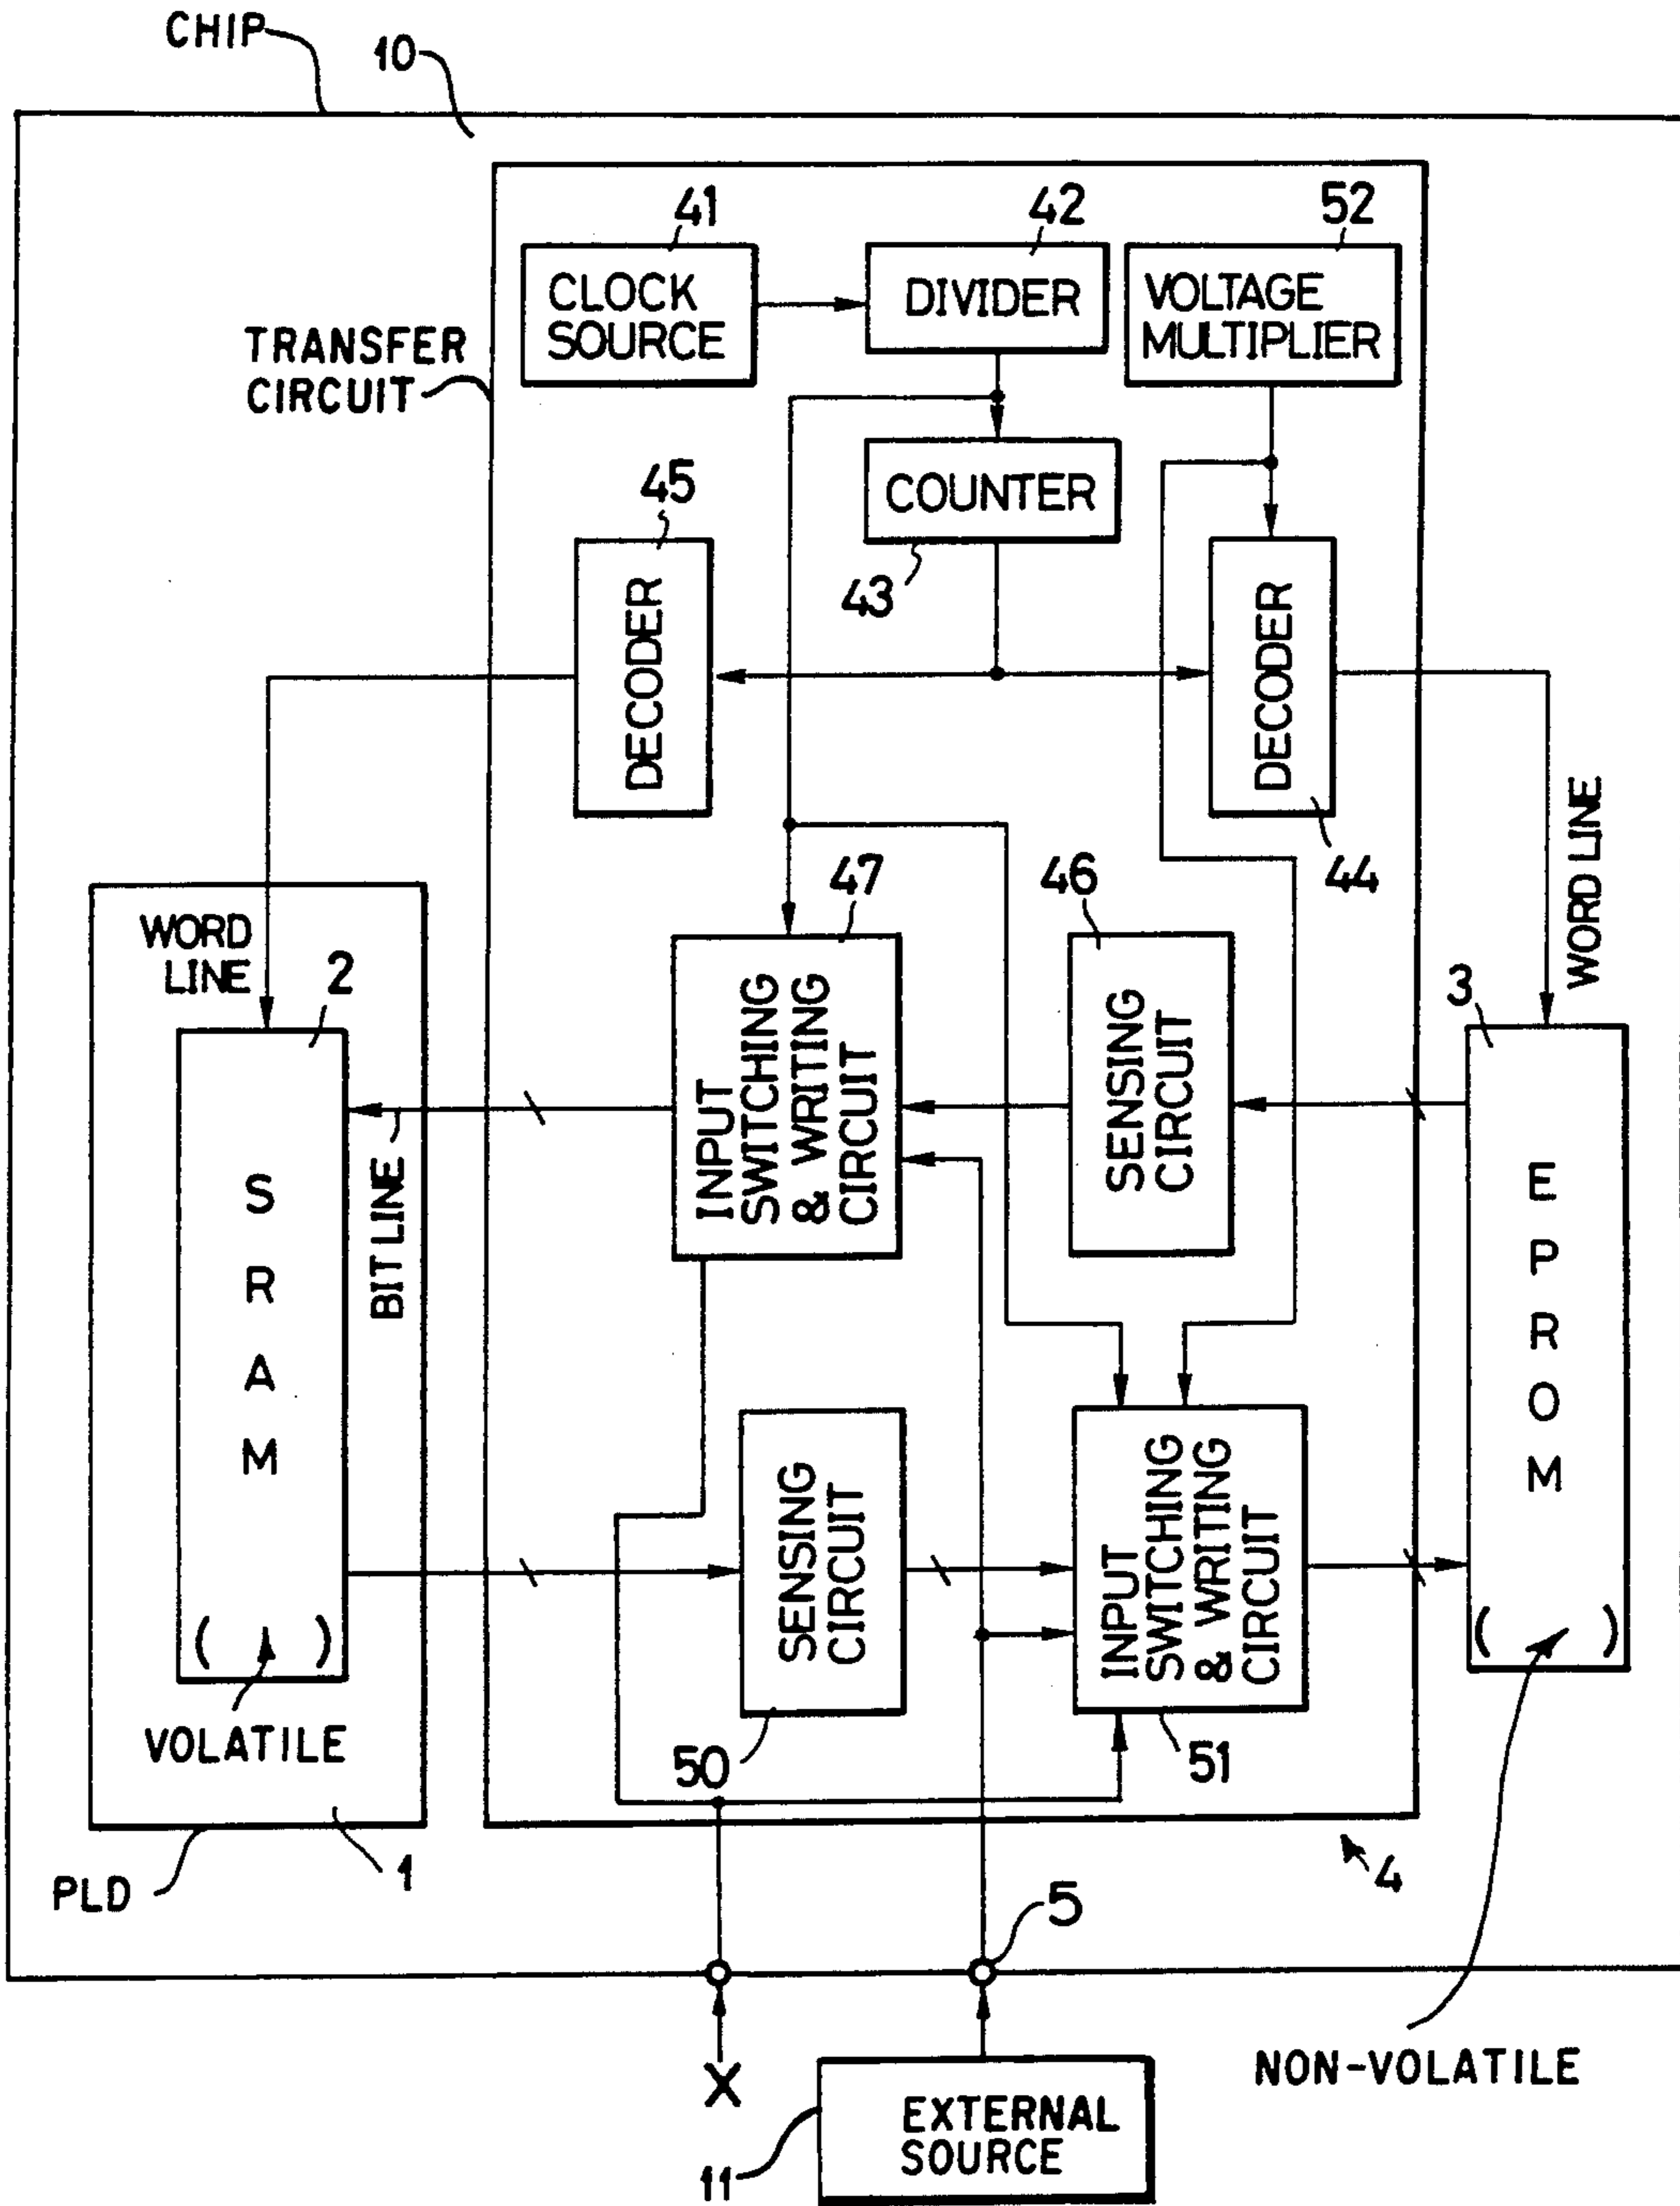 CHIP
10
41
42
52
CLOCK
SOURCE
DIVIDER
VOLTAGE
MULTIPLIER
TRANSFER
CIRCUIT
45
COUNTER
43
DECODER
DECODER
44
WORD LINE
47
46
WORD
LINE
2
3
INPUT
SWITCHING
& WRITING
CIRCUIT
SENSING
CIRCUIT
BIT LINE
S
R
A
M
( )
E
P
R
O
M
( )
SENSING
CIRCUIT
INPUT
SWITCHING
& WRITING
CIRCUIT
VOLATILE
50
51
1
PLD
4
5
X
NON-VOLATILE
EXTERNAL
SOURCE
11